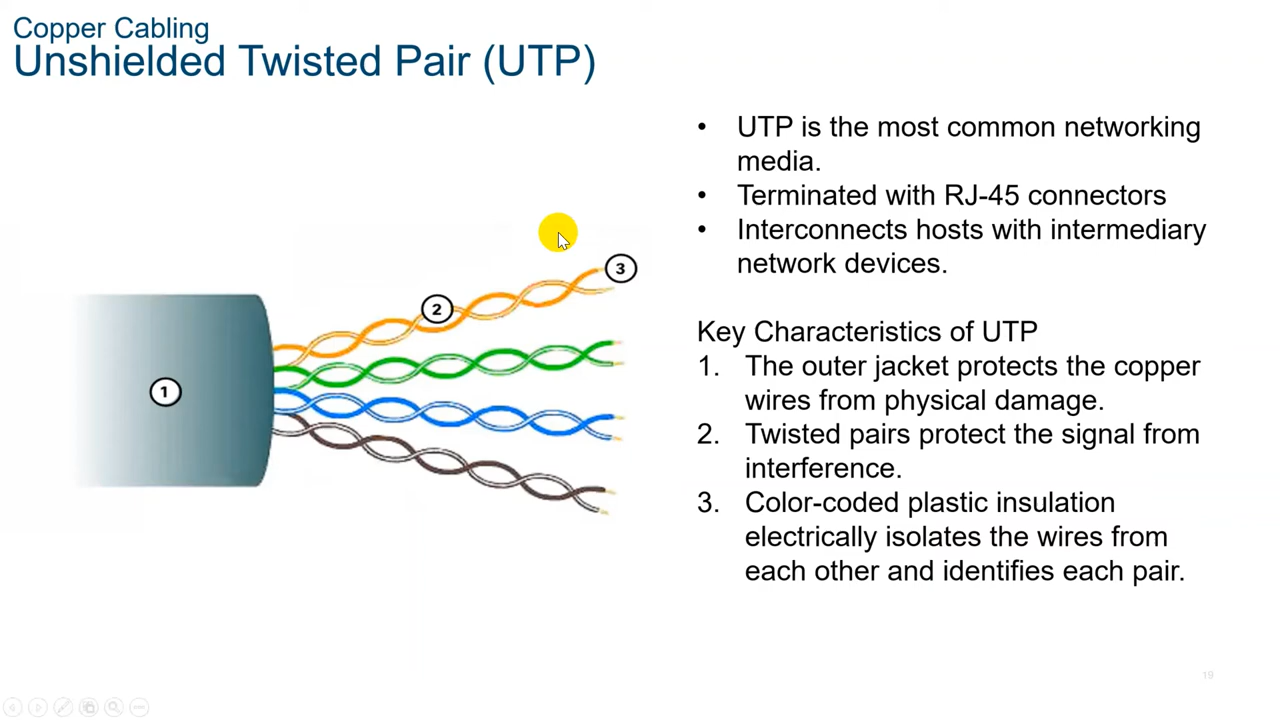 Copper Cabling
Unshielded Twisted Pair (UTP)
• UTP is the most common networking
media.
• Terminated with RJ-45 connectors
• Interconnects hosts with intermediary
network devices.
Key Characteristics of UTP
1. The outer jacket protects the copper
wires from physical damage.
2. Twisted pairs protect the signal from
interference.
3. Color-coded plastic insulation
electrically isolates the wires from
each other and identifies each pair.
3
2
1
19